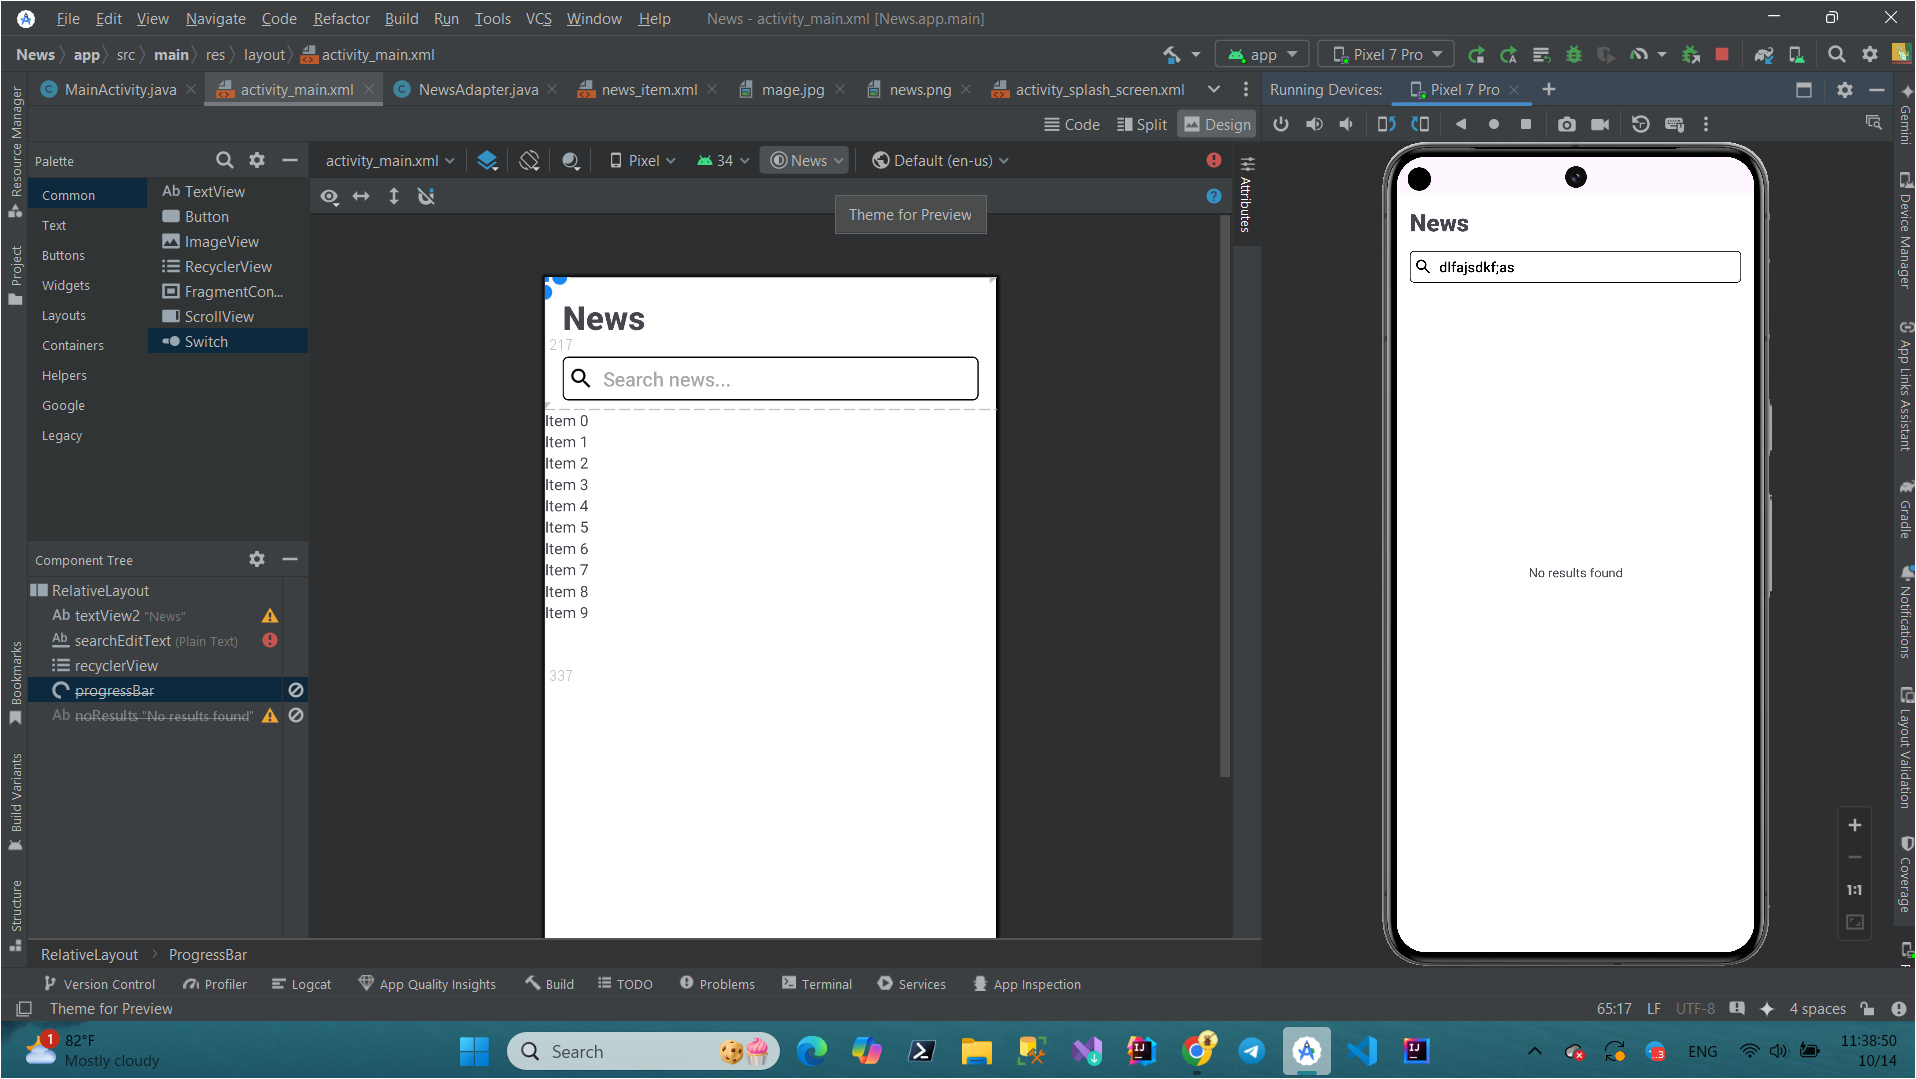 File Edit View Navigate Code Refactor Build Run Tools VCS Window Help News - activity_main.xml [News.app.main]
News app src main res layout activity_main.xml app Pixel 7 Pro
MainActivity.java activity_main.xml NewsAdapter.java news_item.xml mage.jpg news.png activity_splash_screen.xml Running Devices: Pixel 7 Pro
Code Split Design
Palette activity_main.xml Pixel 34 News Default (en-us)
Theme for Preview
Common
Text
Buttons
Widgets
Layouts
Containers
Helpers
Google
Legacy
Ab TextView
Button
ImageView
RecyclerView
FragmentCon...
ScrollView
Switch
Component Tree
RelativeLayout
Ab textView2 "News"
Ab searchEditText (Plain Text)
recyclerView
progressBar
Ab noResults "No results found"
News
217
Search news...
Item 0
Item 1
Item 2
Item 3
Item 4
Item 5
Item 6
Item 7
Item 8
Item 9
337
News
dlfajsdkf;as
No results found
1:1
Resource Manager
Project
Bookmarks
Build Variants
Structure
Attributes
Gemini
Device Manager
App Links Assistant
Gradle
Notifications
Layout Validation
Coverage
RelativeLayout ProgressBar
Version Control Profiler Logcat App Quality Insights Build TODO Problems Terminal Services App Inspection
Theme for Preview 65:17 LF UTF-8 4 spaces
1 82°F
Mostly cloudy
Search
IJ
IJ
ENG
11:38:50
10/14